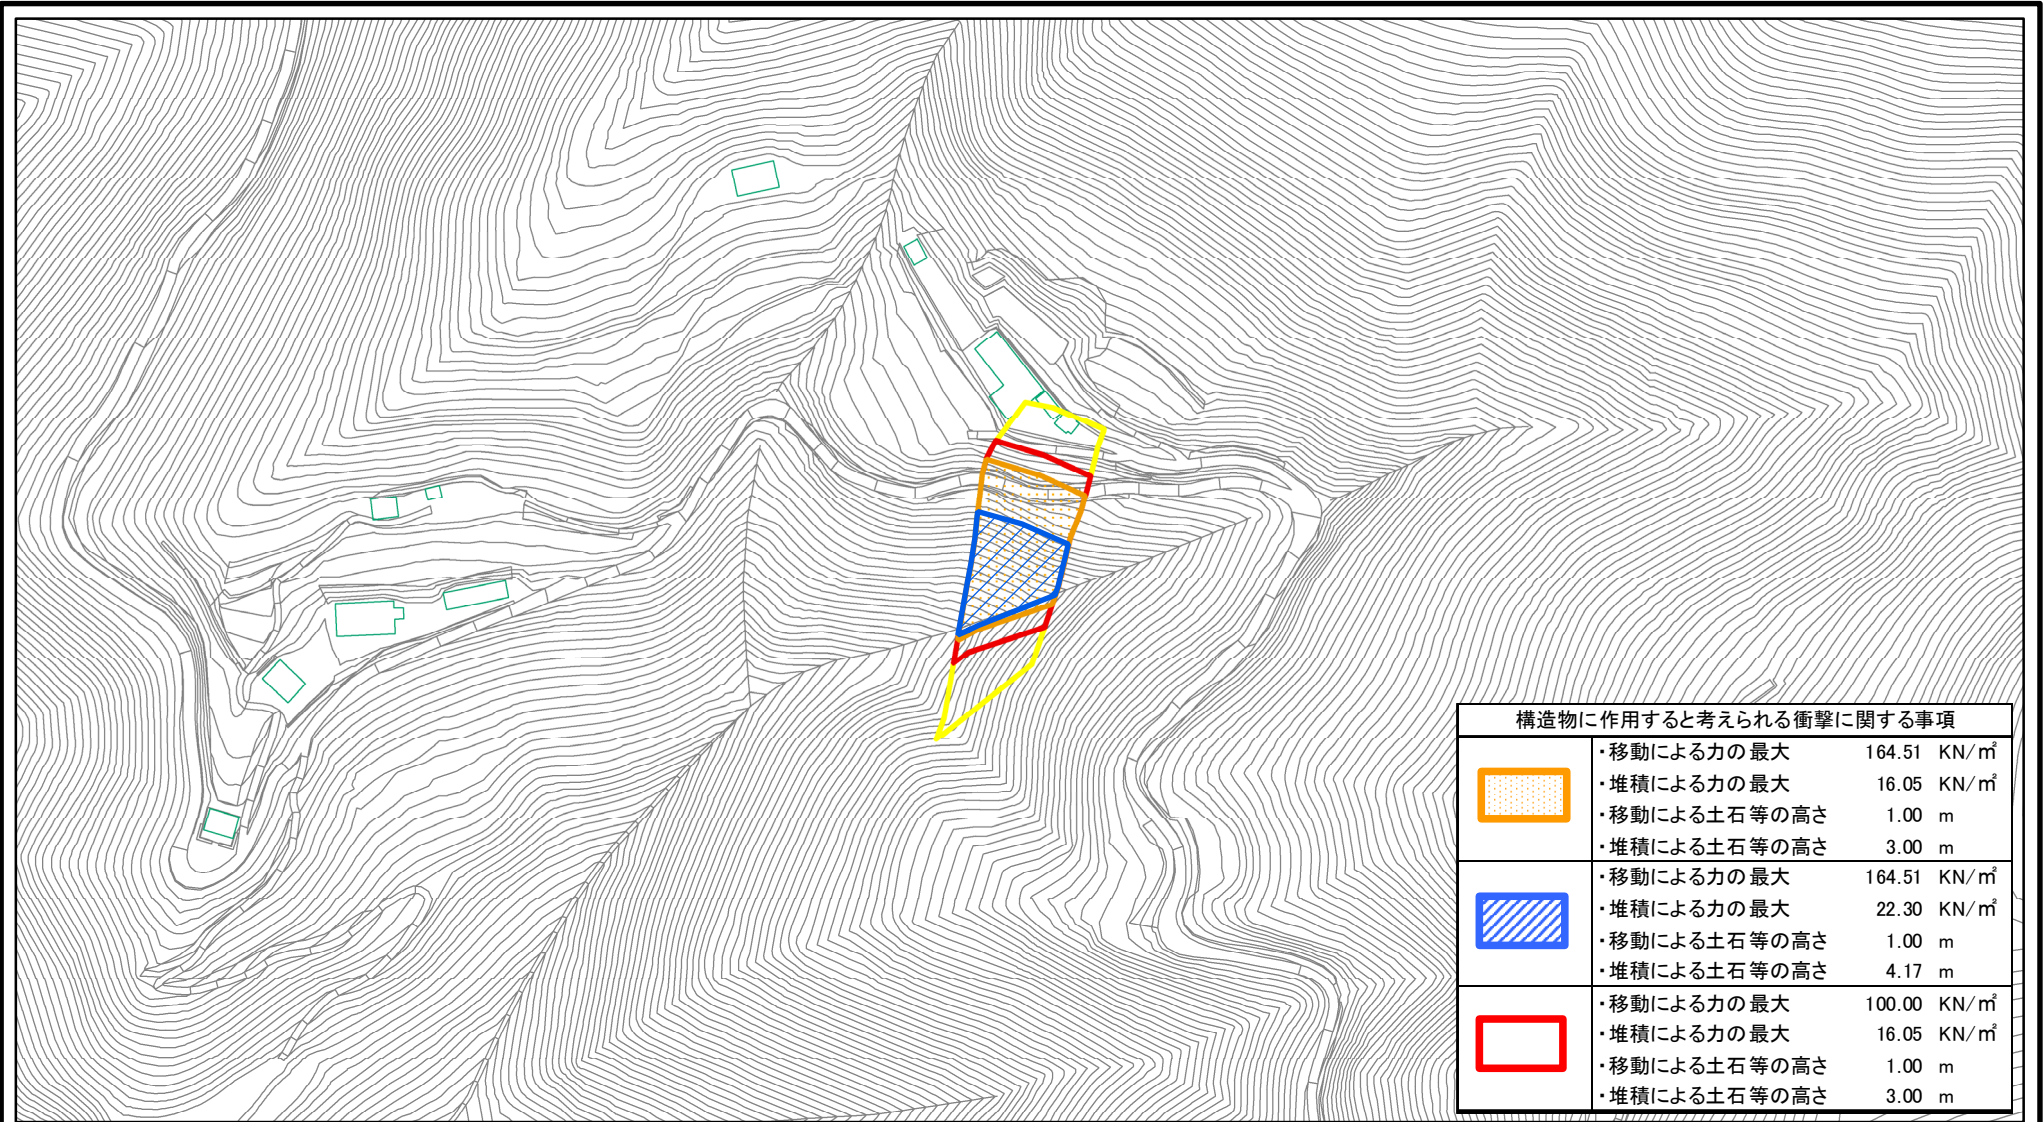 構造物に作用すると考えられる衝撃に関する事項
・移動による力の最大 164.51 KN/㎡
・堆積による力の最大 16.05 KN/㎡
・移動による土石等の高さ 1.00 m
・堆積による土石等の高さ 3.00 m
・移動による力の最大 164.51 KN/㎡
・堆積による力の最大 22.30 KN/㎡
・移動による土石等の高さ 1.00 m
・堆積による土石等の高さ 4.17 m
・移動による力の最大 100.00 KN/㎡
・堆積による力の最大 16.05 KN/㎡
・移動による土石等の高さ 1.00 m
・堆積による土石等の高さ 3.00 m